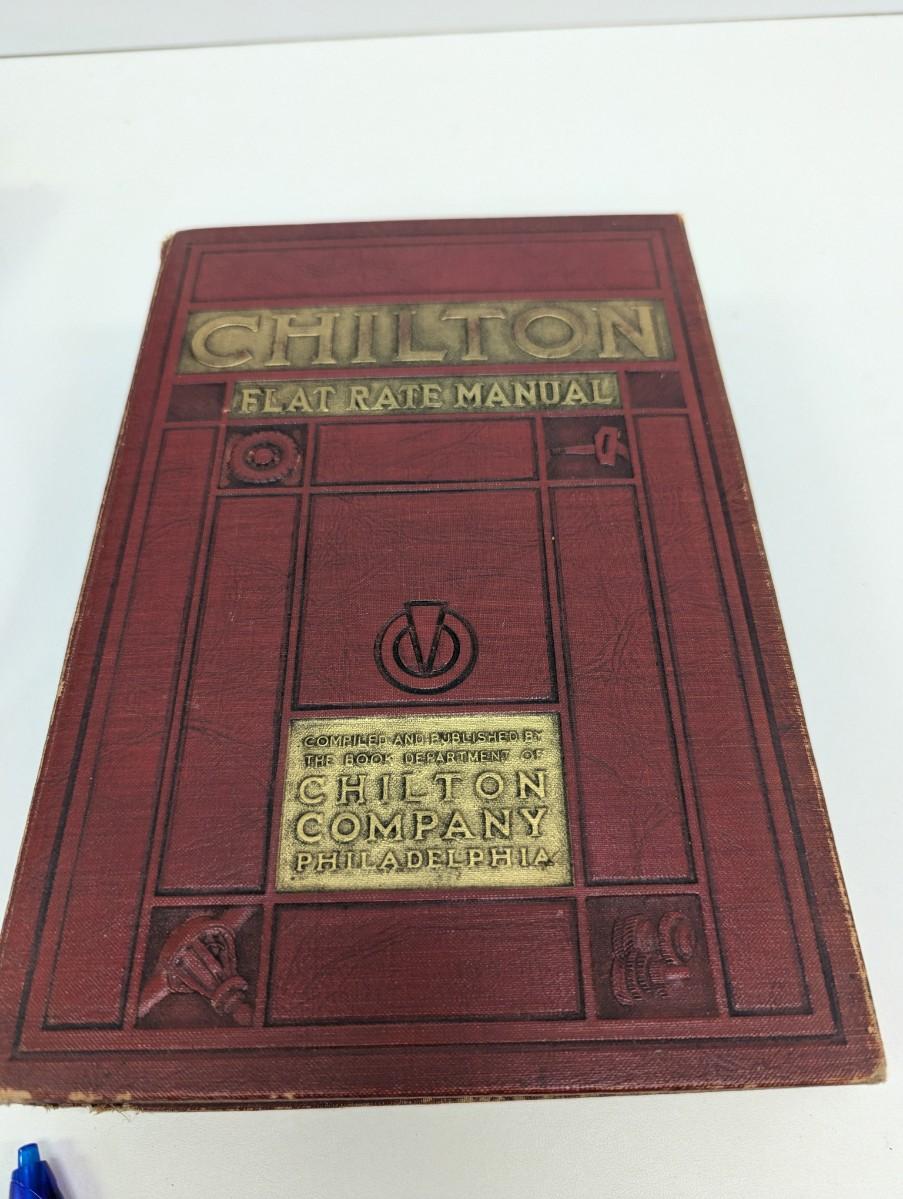 CHILTON
FLAT RATE MANUAL
COMPILED AND PUBLISHED BY
THE BOOK DEPARTMENT OF
CHILTON
COMPANY
PHILADELPHIA